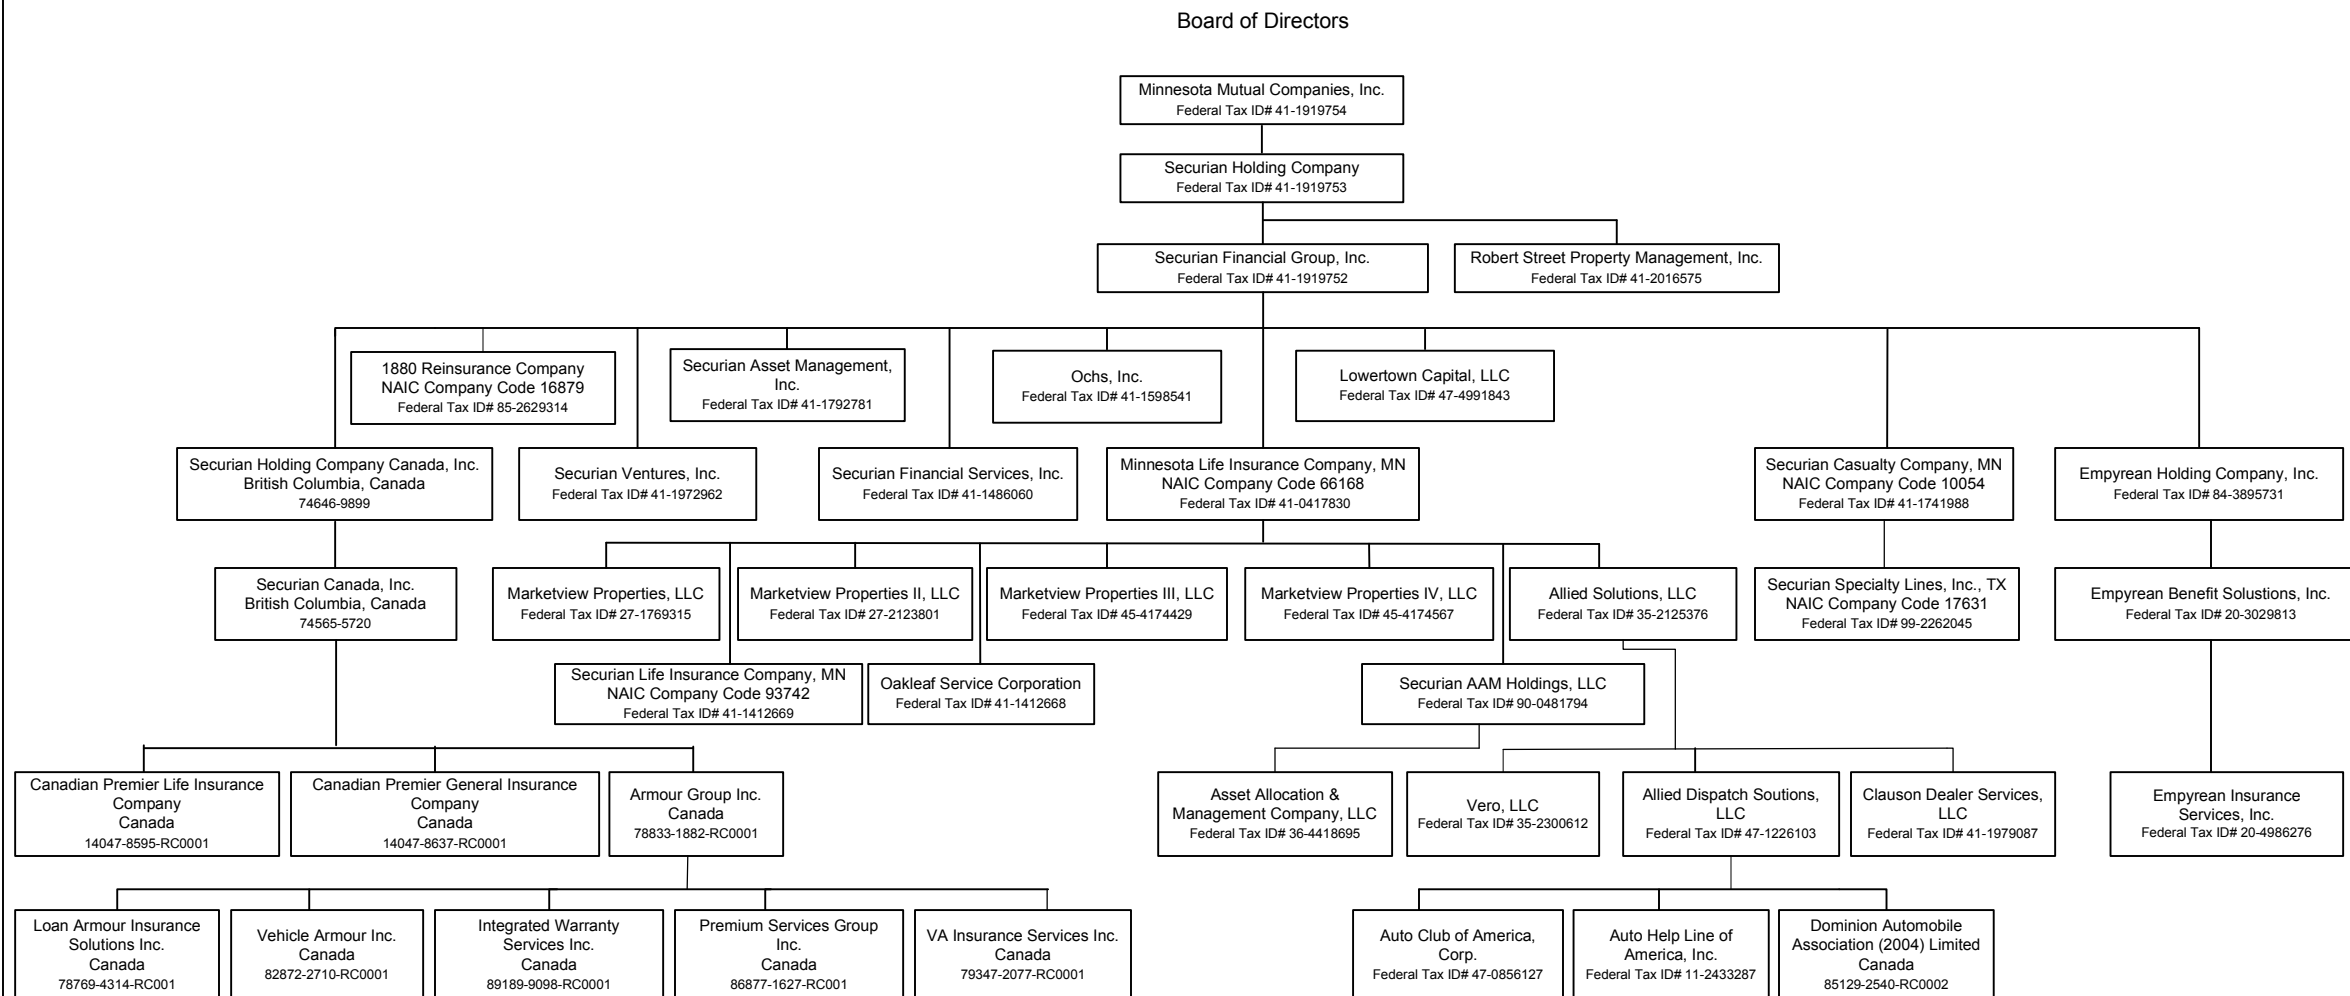 Board of Directors
Minnesota Mutual Companies, Inc.
Federal Tax ID# 41-1919754
Securian Holding Company
Federal Tax ID# 41-1919753
Securian Financial Group, Inc.
Federal Tax ID# 41-1919752
Robert Street Property Management, Inc.
Federal Tax ID# 41-2016575
1880 Reinsurance Company
NAIC Company Code 16879
Federal Tax ID# 85-2629314
Securian Asset Management,
Inc.
Federal Tax ID# 41-1792781
Ochs, Inc.
Federal Tax ID# 41-1598541
Lowertown Capital, LLC
Federal Tax ID# 47-4991843
Securian Holding Company Canada, Inc.
British Columbia, Canada
74646-9899
Securian Ventures, Inc.
Federal Tax ID# 41-1972962
Securian Financial Services, Inc.
Federal Tax ID# 41-1486060
Minnesota Life Insurance Company, MN
NAIC Company Code 66168
Federal Tax ID# 41-0417830
Securian Casualty Company, MN
NAIC Company Code 10054
Federal Tax ID# 41-1741988
Empyrean Holding Company, Inc.
Federal Tax ID# 84-3895731
Securian Canada, Inc.
British Columbia, Canada
74565-5720
Marketview Properties, LLC
Federal Tax ID# 27-1769315
Marketview Properties II, LLC
Federal Tax ID# 27-2123801
Marketview Properties III, LLC
Federal Tax ID# 45-4174429
Marketview Properties IV, LLC
Federal Tax ID# 45-4174567
Allied Solutions, LLC
Federal Tax ID# 35-2125376
Securian Specialty Lines, Inc., TX
NAIC Company Code 17631
Federal Tax ID# 99-2262045
Empyrean Benefit Solustions, Inc.
Federal Tax ID# 20-3029813
Securian Life Insurance Company, MN
NAIC Company Code 93742
Federal Tax ID# 41-1412669
Oakleaf Service Corporation
Federal Tax ID# 41-1412668
Securian AAM Holdings, LLC
Federal Tax ID# 90-0481794
Canadian Premier Life Insurance
Company
Canada
14047-8595-RC0001
Canadian Premier General Insurance
Company
Canada
14047-8637-RC0001
Armour Group Inc.
Canada
78833-1882-RC0001
Asset Allocation &
Management Company, LLC
Federal Tax ID# 36-4418695
Vero, LLC
Federal Tax ID# 35-2300612
Allied Dispatch Soutions,
LLC
Federal Tax ID# 47-1226103
Clauson Dealer Services,
LLC
Federal Tax ID# 41-1979087
Empyrean Insurance
Services, Inc.
Federal Tax ID# 20-4986276
Loan Armour Insurance
Solutions Inc.
Canada
78769-4314-RC001
Vehicle Armour Inc.
Canada
82872-2710-RC0001
Integrated Warranty
Services Inc.
Canada
89189-9098-RC0001
Premium Services Group
Inc.
Canada
86877-1627-RC001
VA Insurance Services Inc.
Canada
79347-2077-RC0001
Auto Club of America,
Corp.
Federal Tax ID# 47-0856127
Auto Help Line of
America, Inc.
Federal Tax ID# 11-2433287
Dominion Automobile
Association (2004) Limited
Canada
85129-2540-RC0002